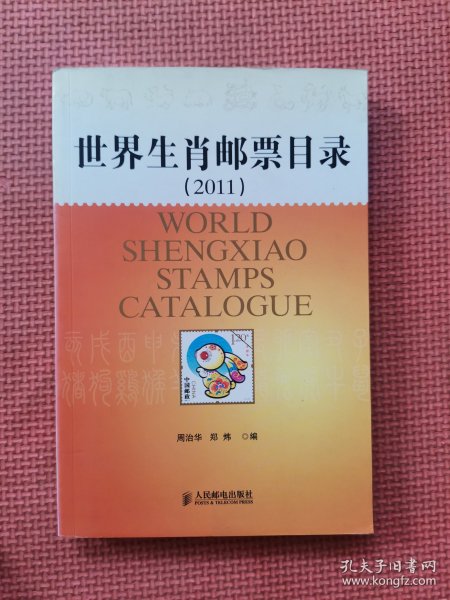 世界生肖邮票目录
(2011)
WORLD
SHENGXIAO
STAMPS
CATALOGUE
1.20
中国邮政
周治华 郑炜 ◎编
人民邮电出版社
POSTS & TELECOM PRESS
孔夫子旧书网
www.kongfz.com